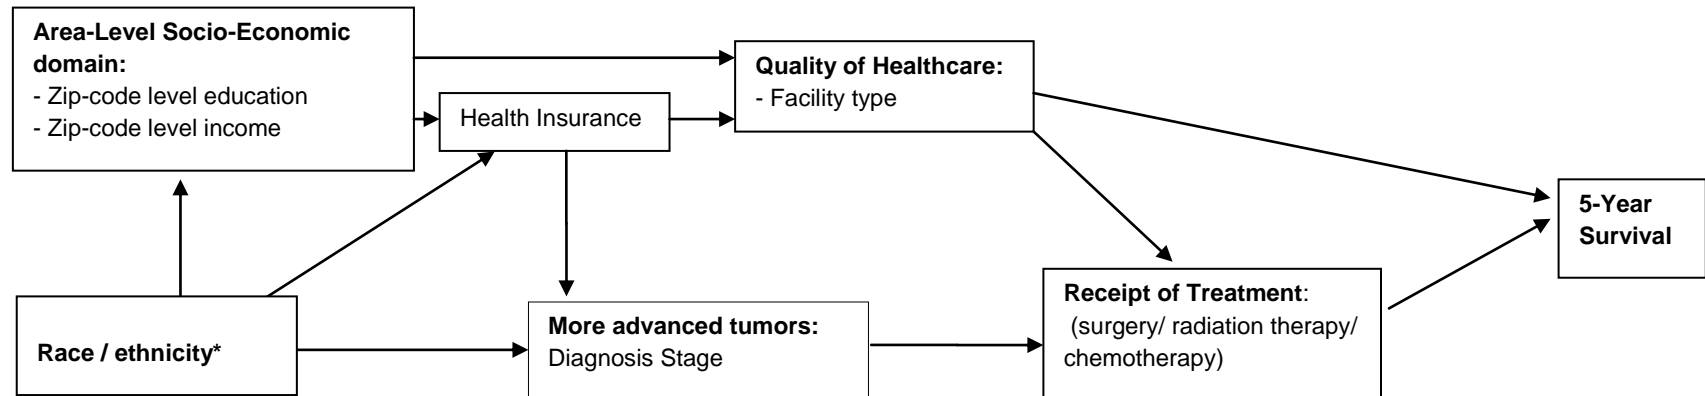 Area-Level Socio-Economic
domain:
- Zip-code level education
- Zip-code level income
Health Insurance
Quality of Healthcare:
- Facility type
5-Year
Survival
Race / ethnicity*
More advanced tumors:
Diagnosis Stage
Receipt of Treatment:
(surgery/ radiation therapy/
chemotherapy)